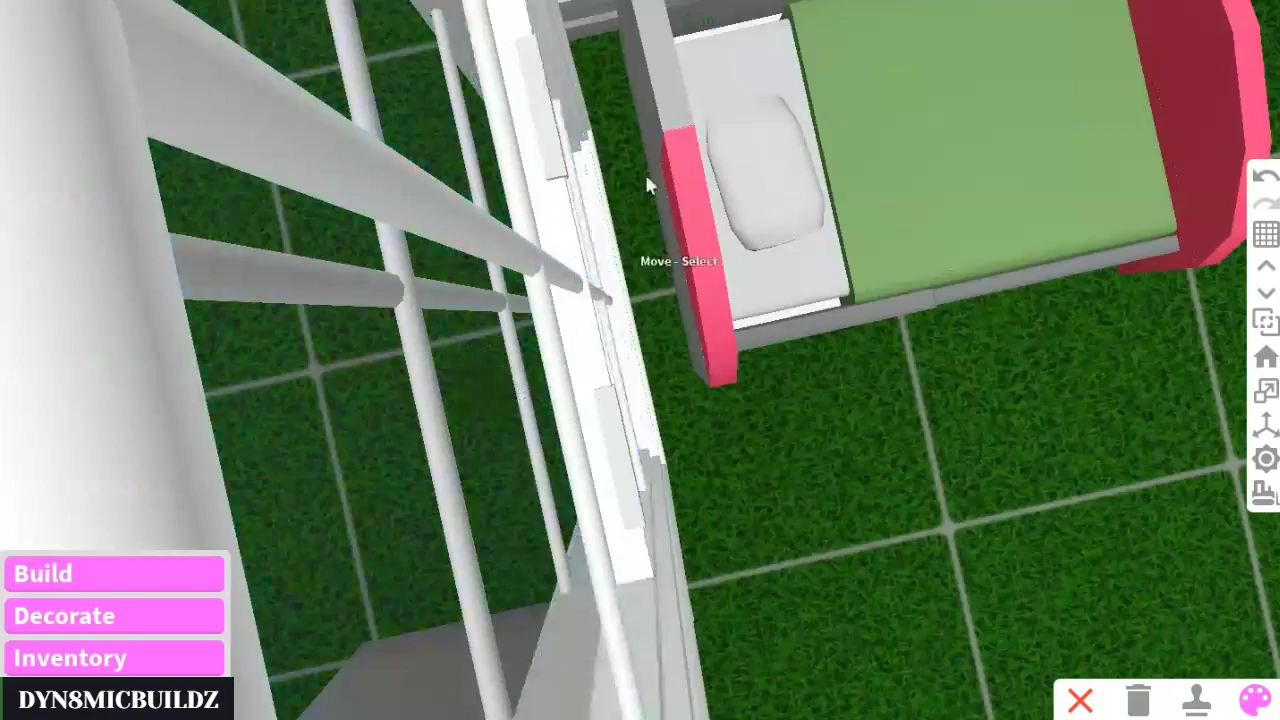 Move - Select
Build
Decorate
Inventory
DYN8MICBUILDZ